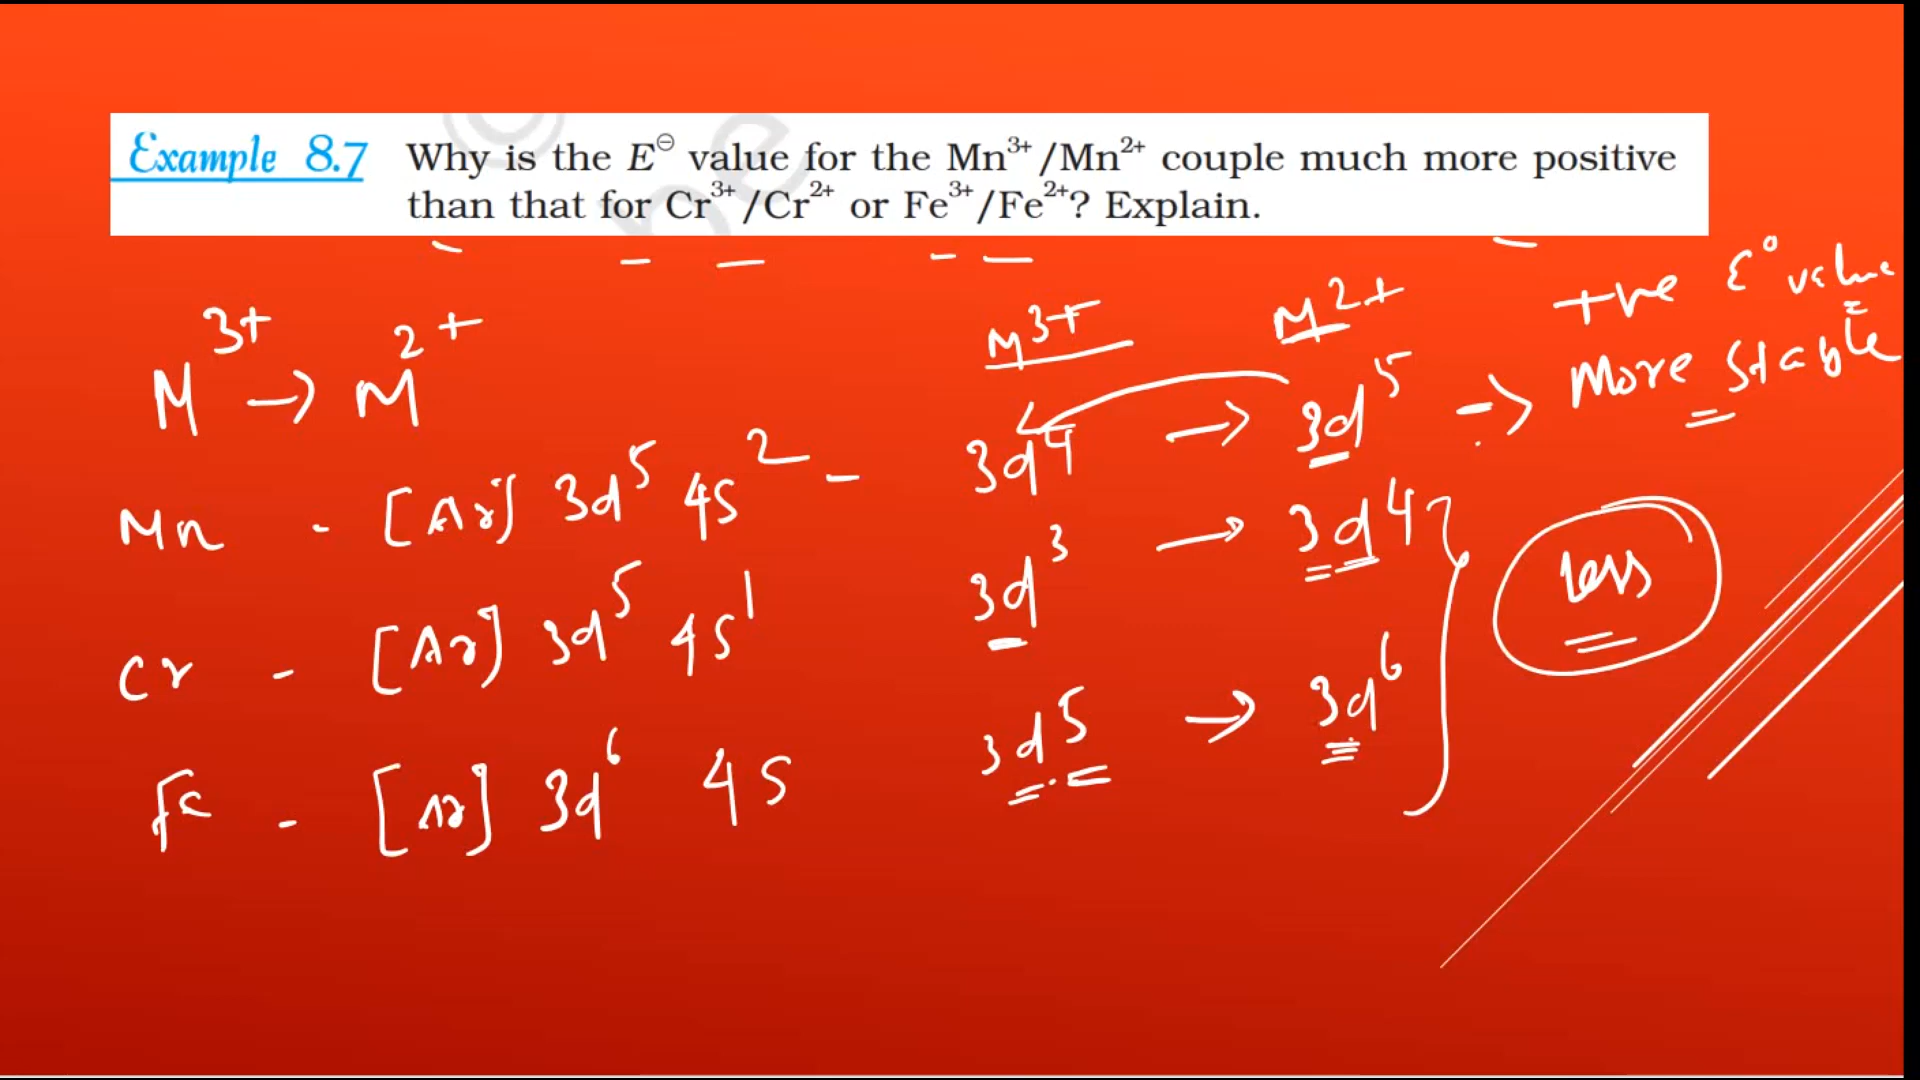 Example 8.7 Why is the E⊖ value for the Mn³⁺/Mn²⁺ couple much more positive
than that for Cr³⁺/Cr²⁺ or Fe³⁺/Fe²⁺? Explain.
M³⁺ → M²⁺
M³⁺ M²⁺
+ve E° value
More stable
Mn - [Ar] 3d⁵ 4s² - 3d⁴ → 3d⁵ →
Cr - [Ar] 3d⁵ 4s¹ 3d³ → 3d⁴
less
Fe - [Ar] 3d⁶ 4s 3d⁵ → 3d⁶